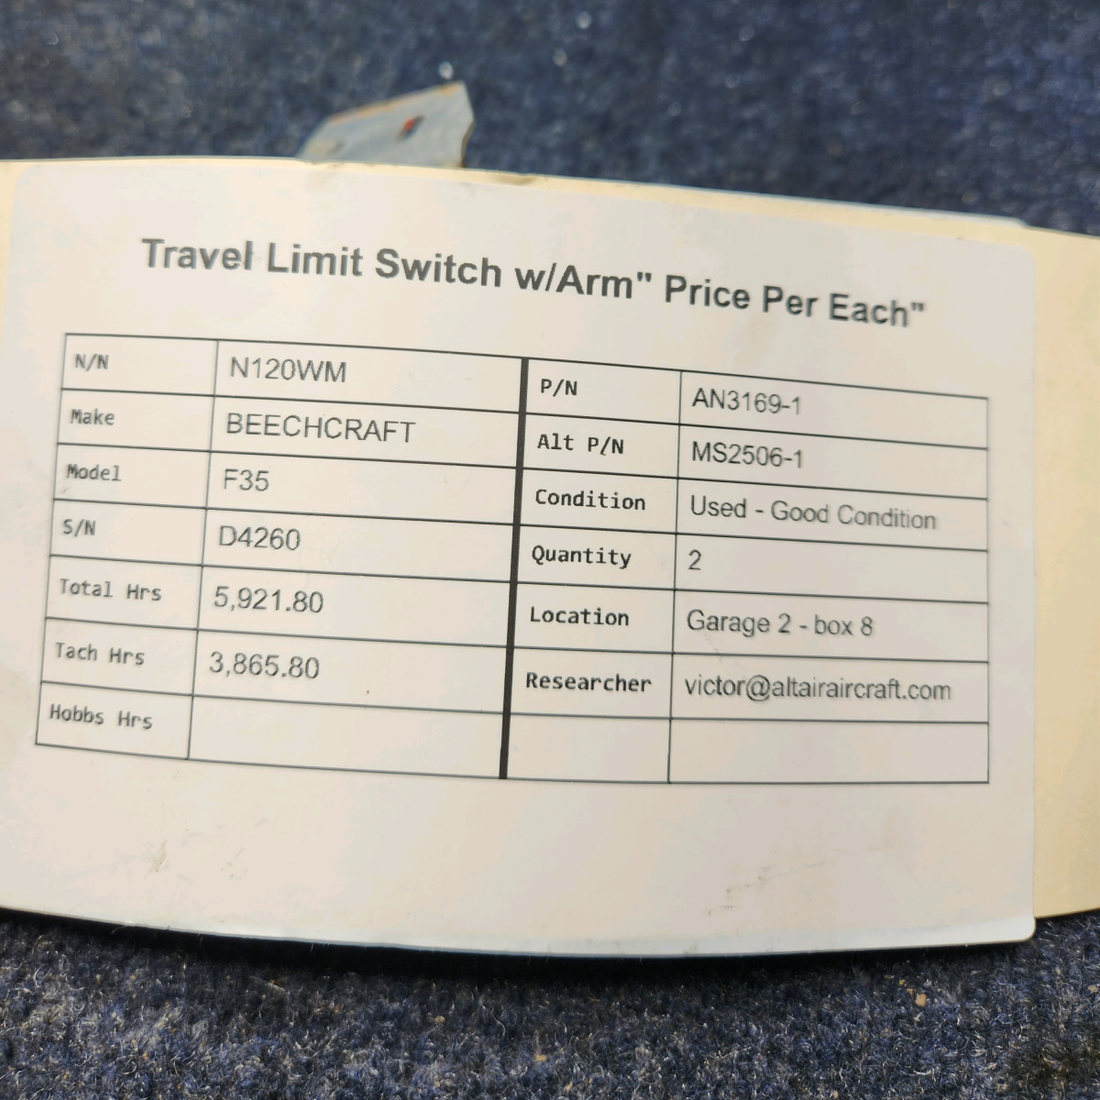 Travel Limit Switch w/Arm" Price Per Each"
N/N N120WM P/N AN3169-1
Make BEECHCRAFT Alt P/N MS2506-1
Model F35 Condition Used - Good Condition
S/N D4260 Quantity 2
Total Hrs 5,921.80 Location Garage 2 - box 8
Tach Hrs 3,865.80 Researcher victor@altairaircraft.com
Hobbs Hrs